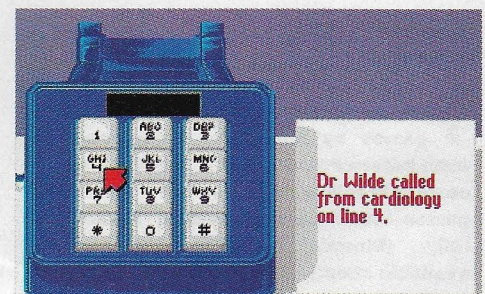 1
ABC
2
DEF
3
GHI
4
JKL
5
MNO
6
PRS
7
TUV
8
WXY
9
*
0
#
Dr Wilde called
from cardiology
on line 4.